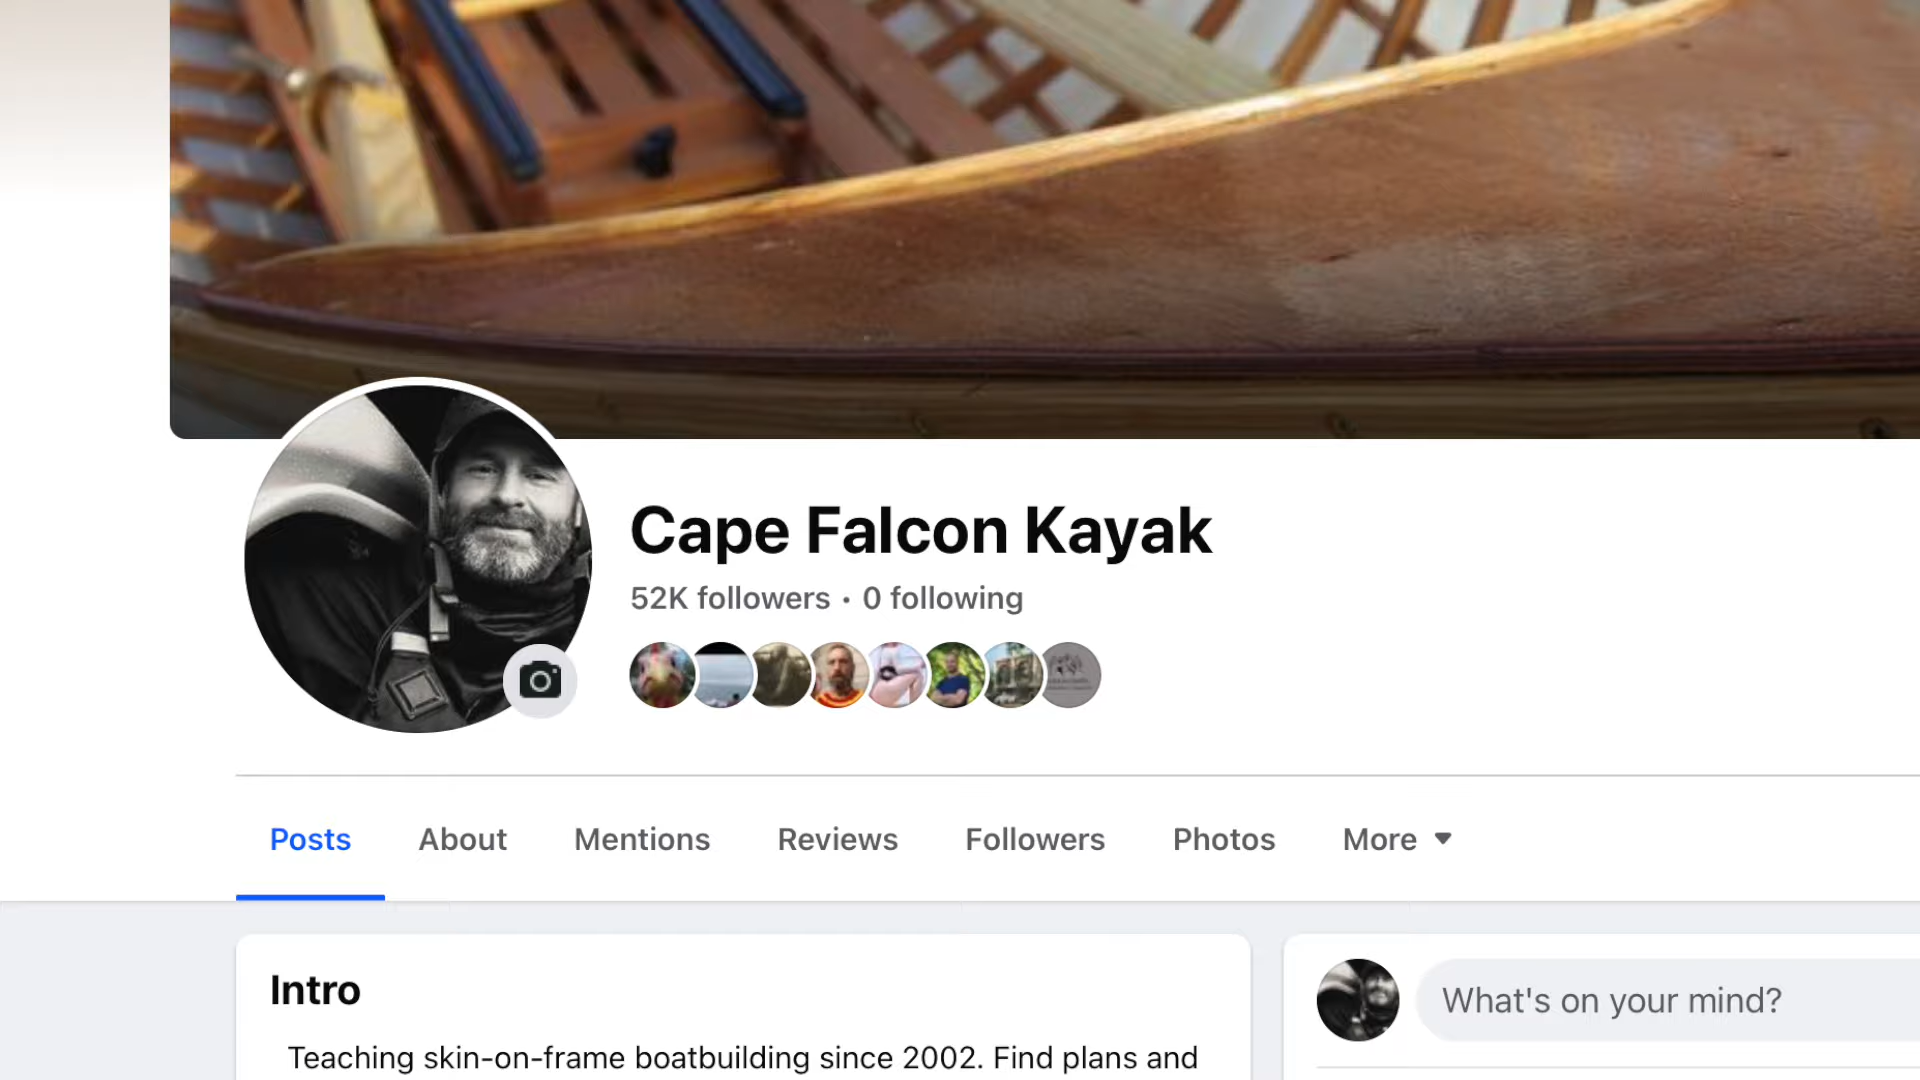 Cape Falcon Kayak
52K followers • 0 following
Posts About Mentions Reviews Followers Photos More
Intro
What's on your mind?
Teaching skin-on-frame boatbuilding since 2002. Find plans and